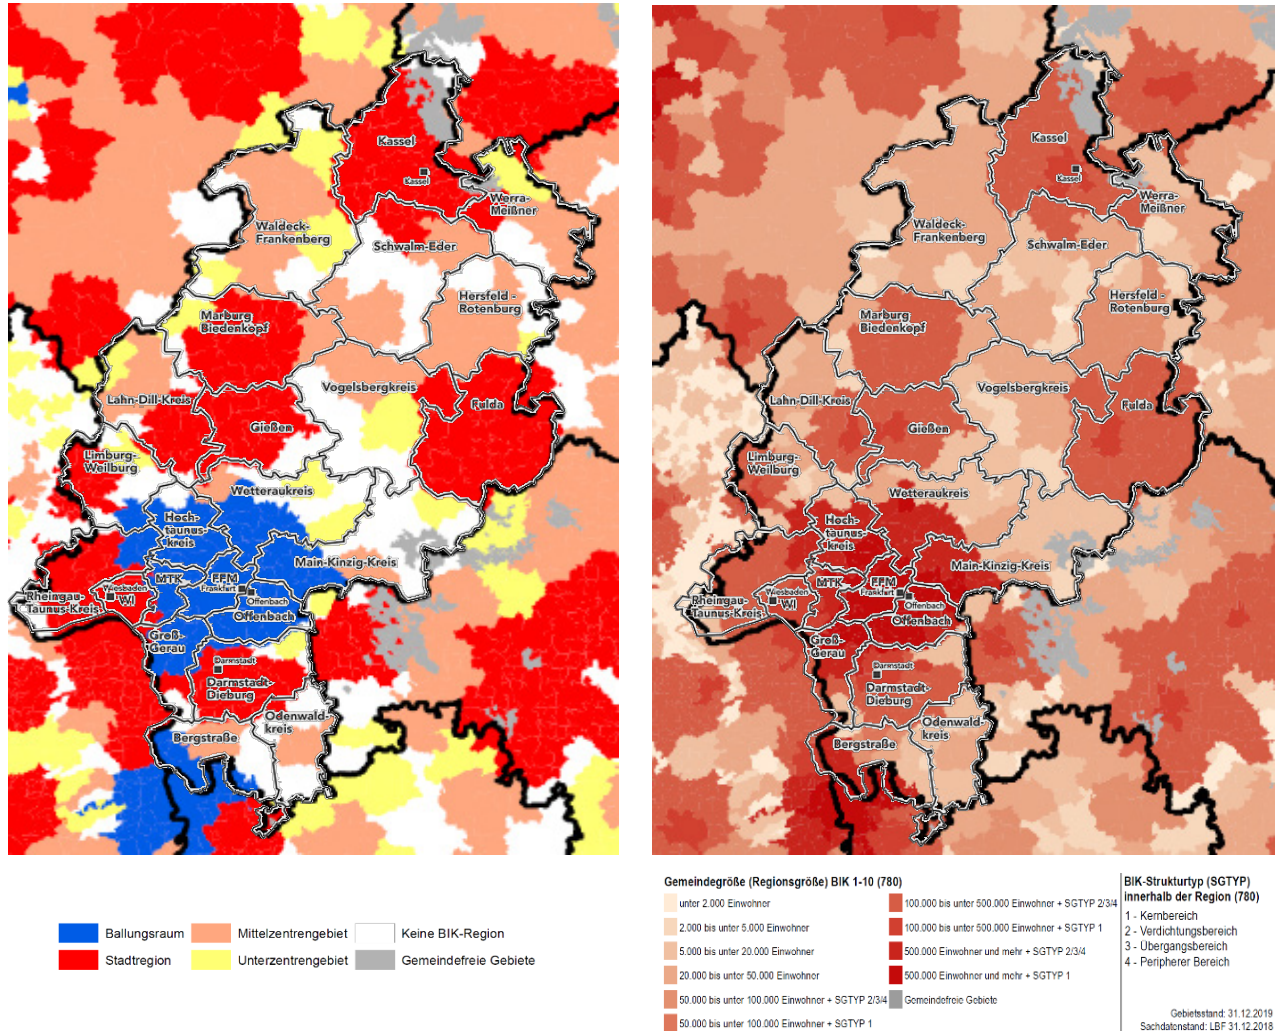 Kassel
Kassel
Werra-
Meißner
Waldeck-
Frankenberg
Schwalm-Eder
Hersfeld -
Rotenburg
Marburg
Biedenkopf
Vogelsbergkreis
Lahn-Dill-Kreis
Fulda
Gießen
Limburg-
Weilburg
Wetteraukreis
Hoch-
taunus-
kreis
Main-Kinzig-Kreis
MTK
FFM
Frankfurt
Wiesbaden
WI
Offenbach
Offenbach
Rheingau-
Taunus-Kreis
Groß-
Gerau
Darmstadt
Darmstadt-
Dieburg
Odenwald-
kreis
Bergstraße
Ballungsraum
Mittelzentrengebiet
Keine BIK-Region
Stadtregion
Unterzentrengebiet
Gemeindefreie Gebiete
Kassel
Kassel
Werra-
Meißner
Waldeck-
Frankenberg
Schwalm-Eder
Hersfeld -
Rotenburg
Marburg
Biedenkopf
Vogelsbergkreis
Lahn-Dill-Kreis
Fulda
Gießen
Limburg-
Weilburg
Wetteraukreis
Hoch-
taunus-
kreis
Main-Kinzig-Kreis
MTK
FFM
Frankfurt
Wiesbaden
WI
Offenbach
Offenbach
Rheingau-
Taunus-Kreis
Groß-
Gerau
Darmstadt
Darmstadt-
Dieburg
Odenwald-
kreis
Bergstraße
Gemeindegröße (Regionsgröße) BIK 1-10 (780)
unter 2.000 Einwohner
2.000 bis unter 5.000 Einwohner
5.000 bis unter 20.000 Einwohner
20.000 bis unter 50.000 Einwohner
50.000 bis unter 100.000 Einwohner + SGTYP 2/3/4
50.000 bis unter 100.000 Einwohner + SGTYP 1
100.000 bis unter 500.000 Einwohner + SGTYP 2/3/4
100.000 bis unter 500.000 Einwohner + SGTYP 1
500.000 Einwohner und mehr + SGTYP 2/3/4
500.000 Einwohner und mehr + SGTYP 1
Gemeindefreie Gebiete
BIK-Strukturtyp (SGTYP)
innerhalb der Region (780)
1 - Kernbereich
2 - Verdichtungsbereich
3 - Übergangsbereich
4 - Peripherer Bereich
Gebietsstand: 31.12.2019
Sachdatenstand: LBF 31.12.2018